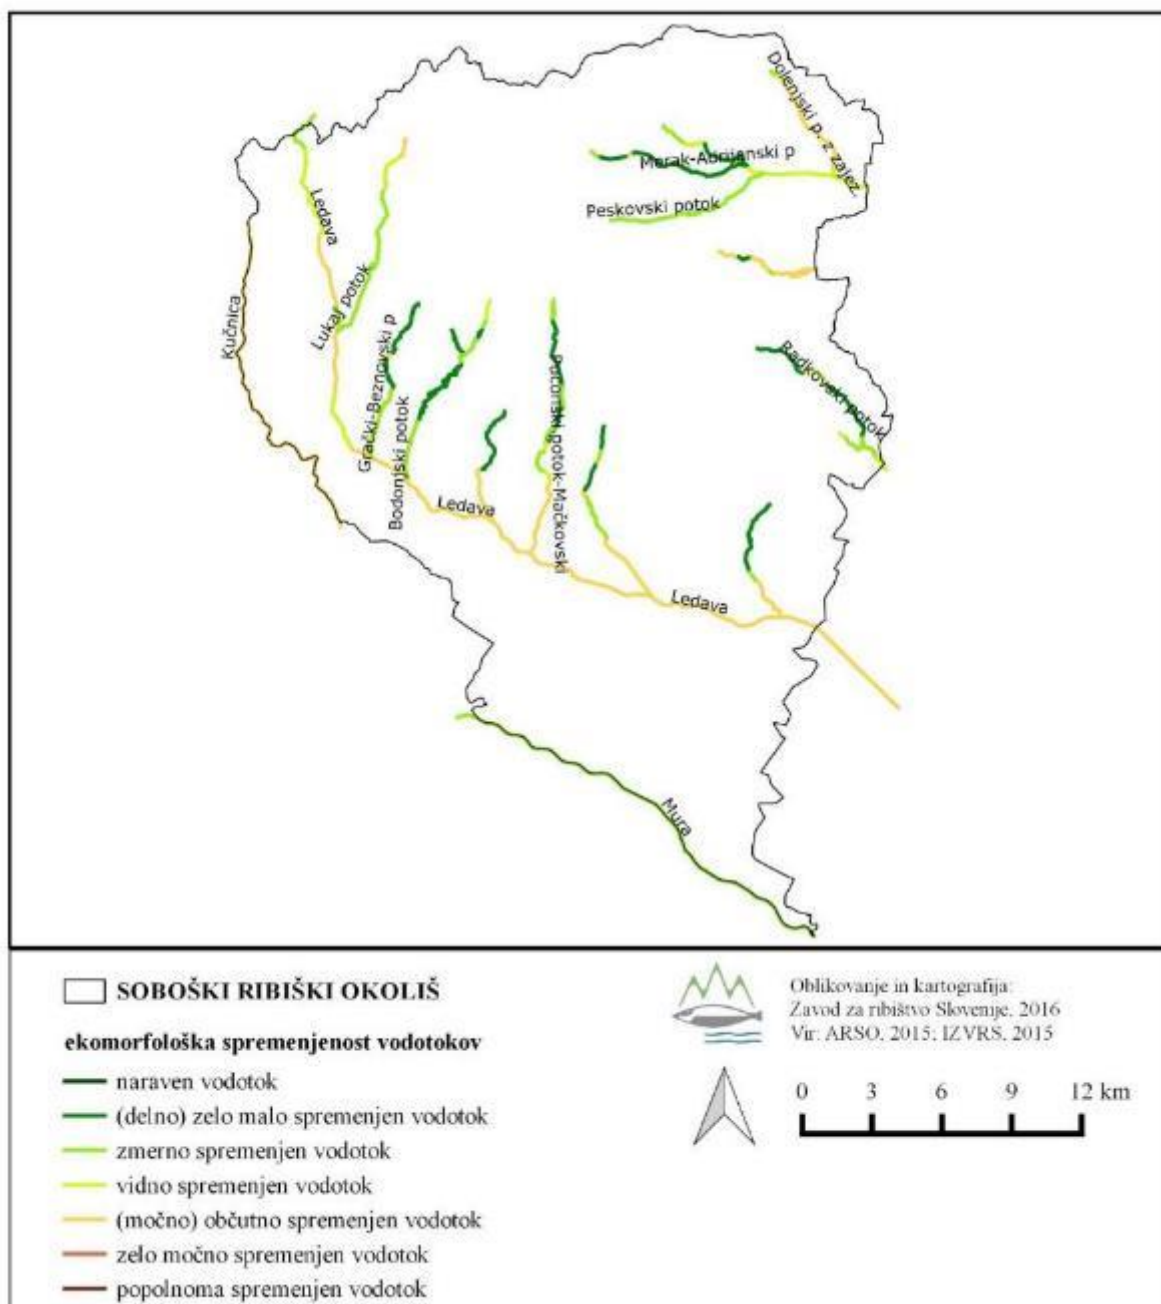 Dolenjski p. z zajez.
Merak-Adrijanski p
Peskovski potok
Ledava
Lukaj potok
Kučnica
Grački-Beznovski p
Bodonjski potok
Puconski potok-Mačkovski
Radkovski potok
Ledava
Ledava
Mura
SOBOŠKI RIBIŠKI OKOLIŠ
ekomorfološka spremenjenost vodotokov
naraven vodotok
(delno) zelo malo spremenjen vodotok
zmerno spremenjen vodotok
vidno spremenjen vodotok
(močno) občutno spremenjen vodotok
zelo močno spremenjen vodotok
popolnoma spremenjen vodotok
Oblikovanje in kartografija:
Zavod za ribištvo Slovenije, 2016
Vir: ARSO, 2015; IZVRS, 2015
0 3 6 9 12 km